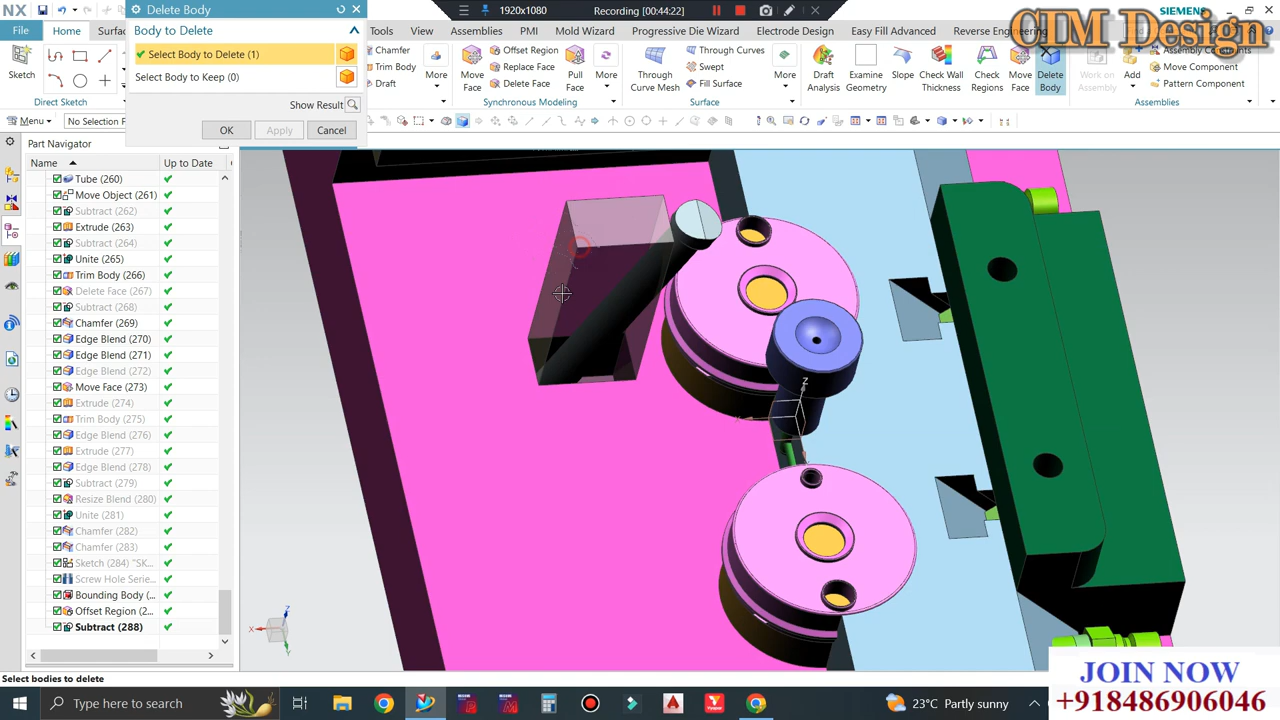 NX
Delete Body
1920x1080
Recording [00:44:22]
SIEMENS
CIM Design
File
Home
Surfa
Body to Delete
Tools
Assemblies
PMI
Mold Wizard
Progressive Die Wizard
Electrode Design
Easy Fill Advanced
Reverse Engineering
Sketch
Direct Sketch
Select Body to Delete (1)
Select Body to Keep (0)
Show Result
OK
Apply
Cancel
Chamfer
Trim Body
Draft
More
Move Face
Offset Region
Replace Face
Delete Face
Pull Face
More
Synchronous Modeling
Through Curve Mesh
Through Curves
Swept
Fill Surface
More
Surface
Draft Analysis
Examine Geometry
Slope
Check Wall Thickness
Check Regions
Move Face
Delete Body
Work on Assembly
Add
Assembly Constraints
Move Component
Pattern Component
Assemblies
Menu
No Selection F
Part Navigator
Name
Up to Date
Tube (260)
Move Object (261)
Subtract (262)
Extrude (263)
Subtract (264)
Unite (265)
Trim Body (266)
Delete Face (267)
Subtract (268)
Chamfer (269)
Edge Blend (270)
Edge Blend (271)
Edge Blend (272)
Move Face (273)
Extrude (274)
Trim Body (275)
Edge Blend (276)
Extrude (277)
Edge Blend (278)
Subtract (279)
Resize Blend (280)
Unite (281)
Chamfer (282)
Chamfer (283)
Sketch (284) "SK...
Screw Hole Serie...
Bounding Body (...
Offset Region (2...
Subtract (288)
Z
X
Z
Y
Select bodies to delete
JOIN NOW
+918486906046
Type here to search
23°C Partly sunny